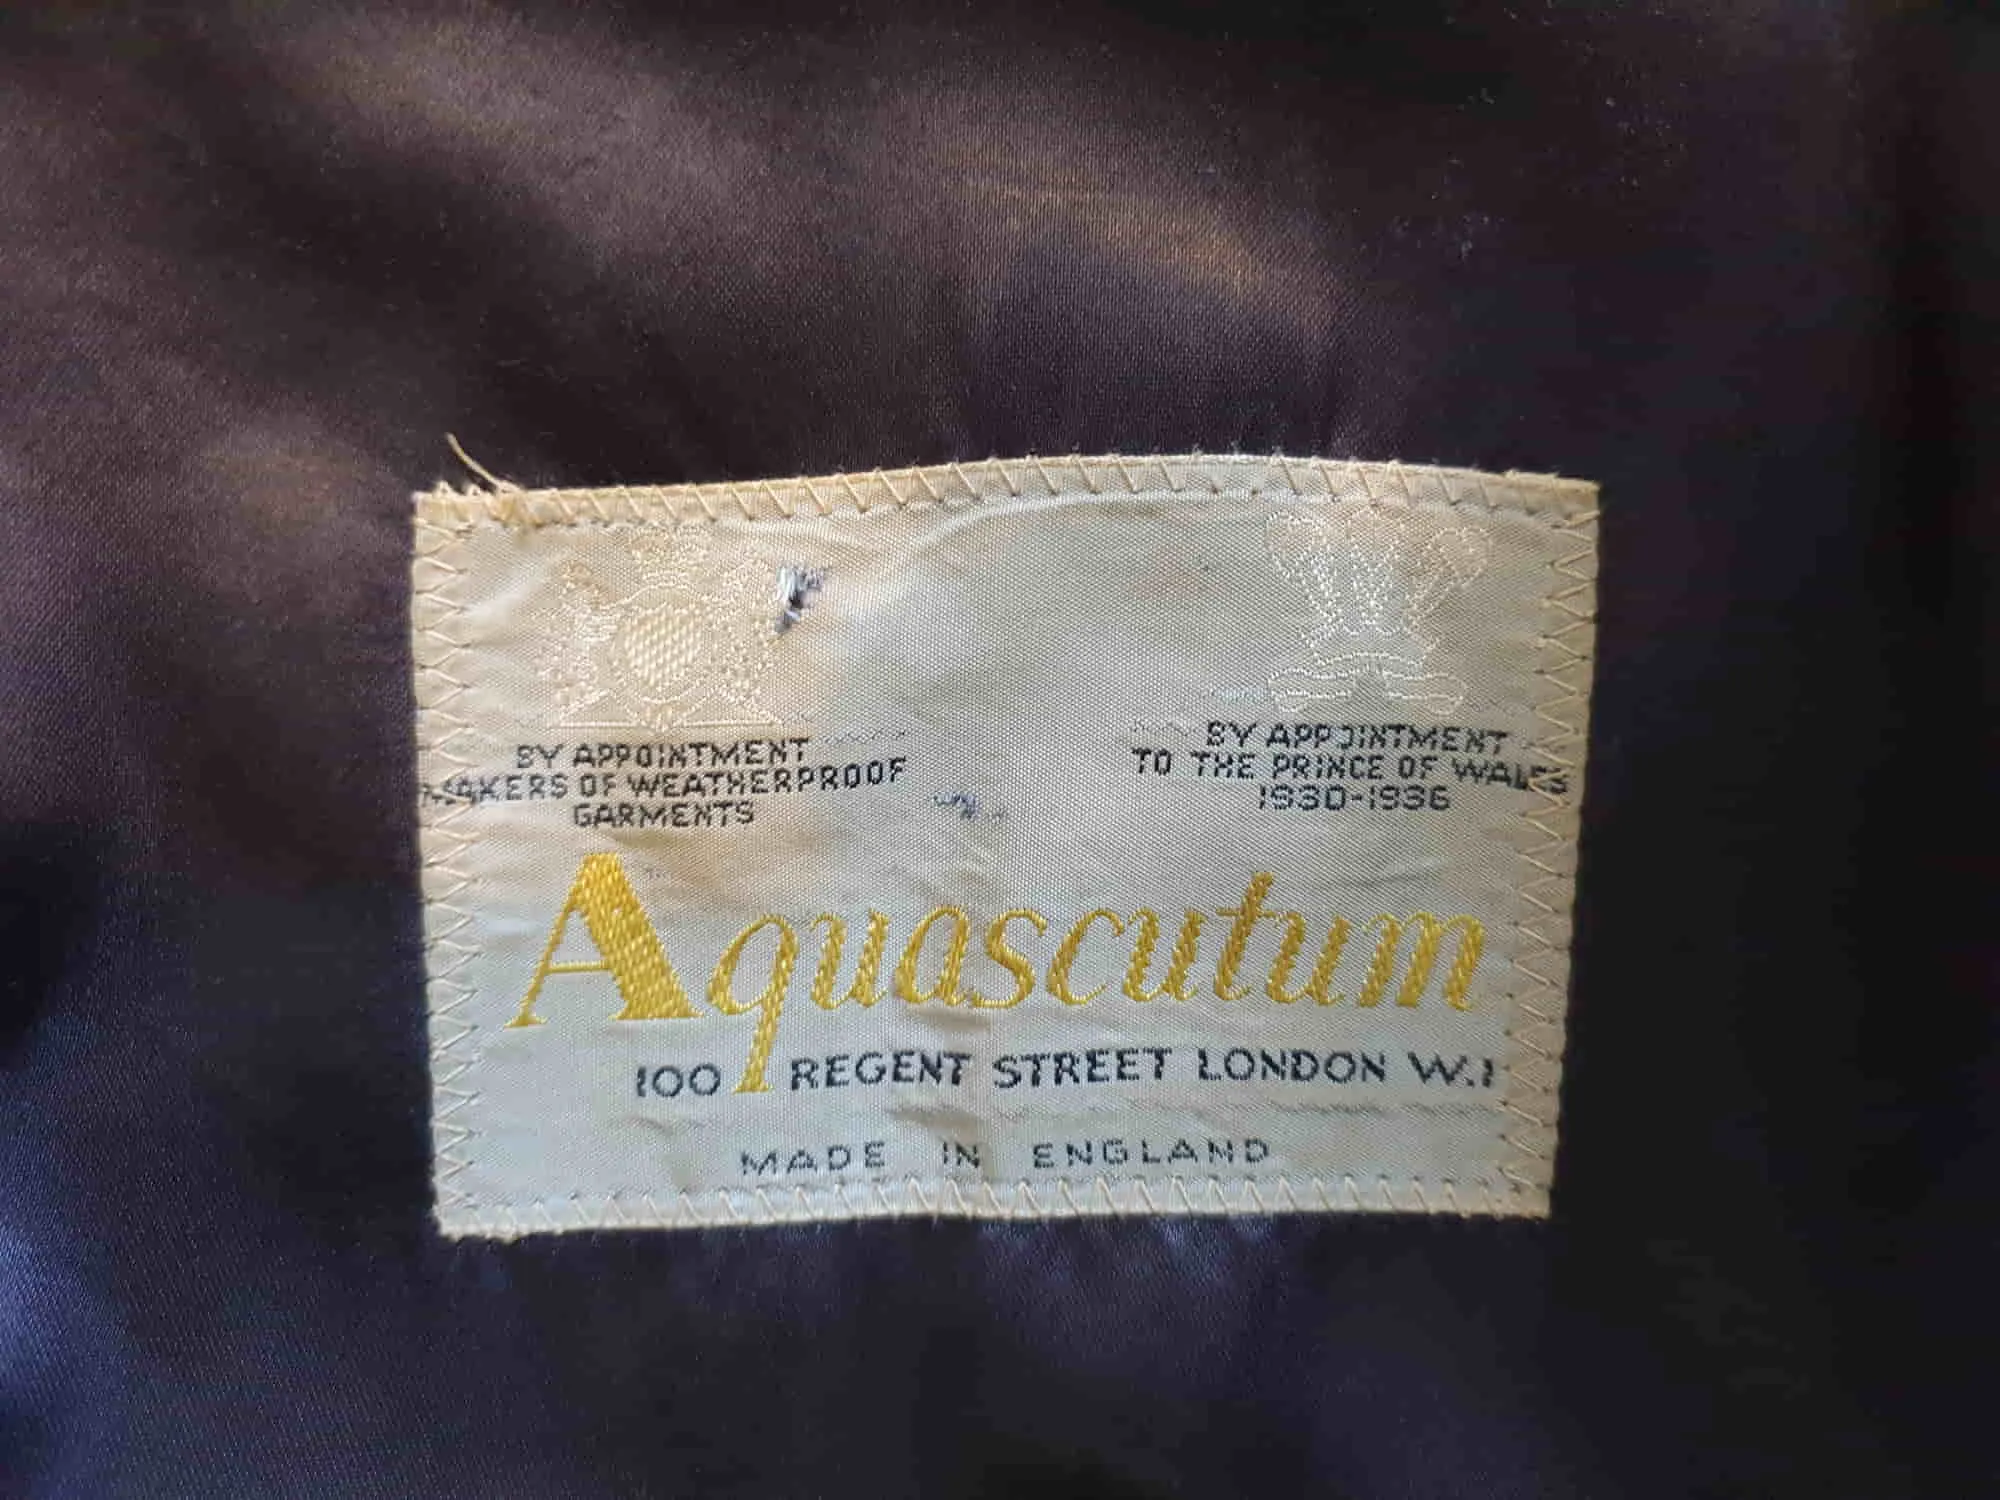 BY APPOINTMENT
MAKERS OF WEATHERPROOF
GARMENTS
BY APPOINTMENT
TO THE PRINCE OF WALES
1930-1936
Aquascutum
100 REGENT STREET LONDON W.1
MADE IN ENGLAND